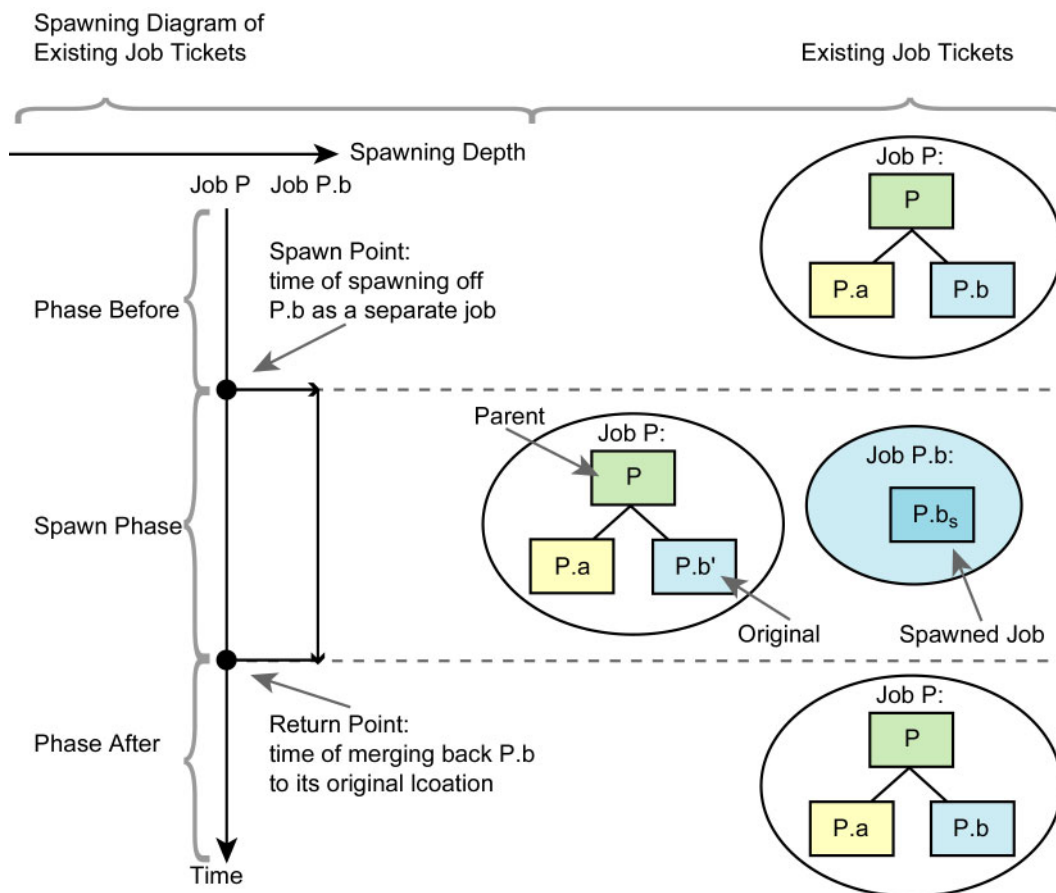 Spawning Diagram of
Existing Job Tickets
Existing Job Tickets
Spawning Depth
Job P
Job P.b
Job P:
P
P.a
P.b
Phase Before
Spawn Point:
time of spawning off
P.b as a separate job
Parent
Job P:
P
P.a
P.b'
Original
Job P.b:
P.bs
Spawned Job
Spawn Phase
Phase After
Return Point:
time of merging back P.b
to its original lcoation
Job P:
P
P.a
P.b
Time